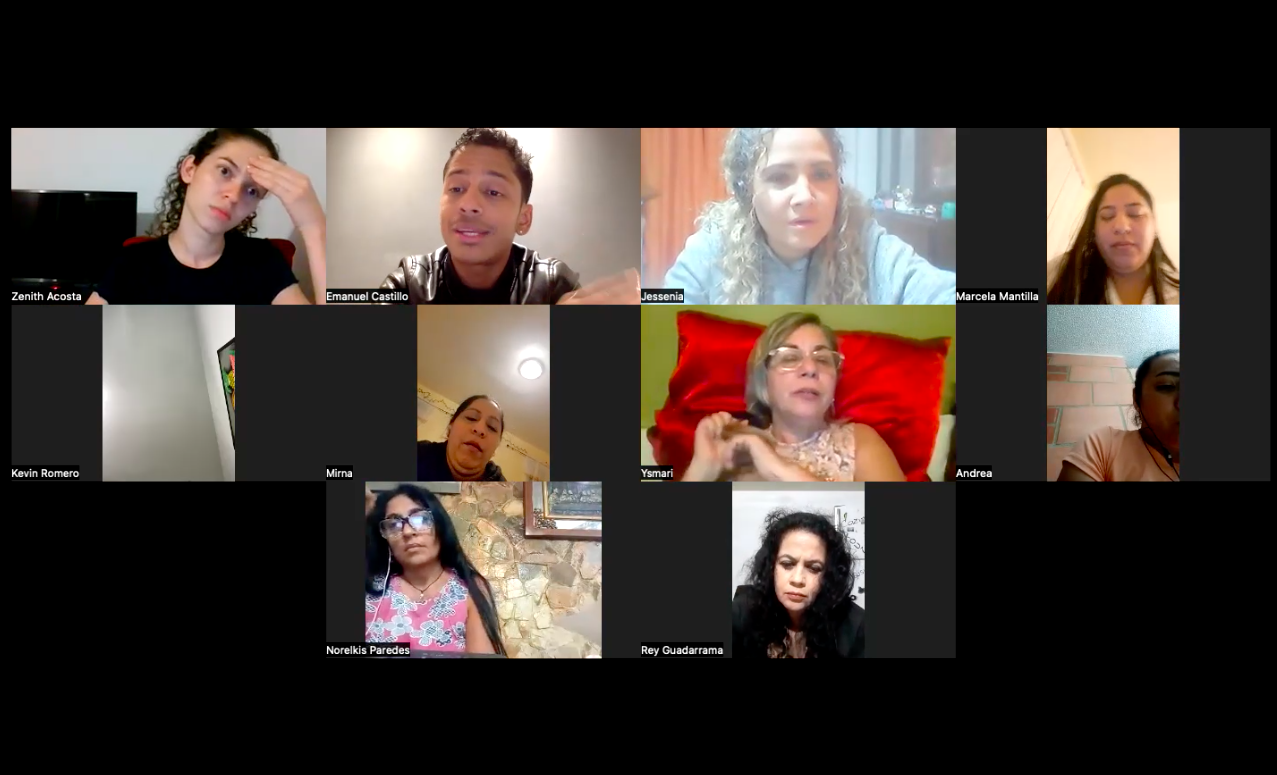 Zenith Acosta
Emanuel Castillo
Jessenia
Marcela Mantilla
Kevin Romero
Mirna
Ysmari
Andrea
Norelkis Paredes
Rey Guadarrama